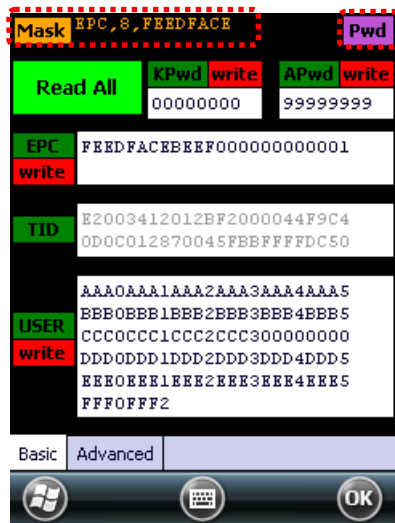 Mask EPC,8,FEEDFACE Pwd
Read All KPwd write APwd write
00000000 99999999
EPC FEEDFACEBEEF000000000001
write
TID E2003412012BF2000044F9C4
0D0C012870045FBBFFFFDC50
USER AAA0AAA1AAA2AAA3AAA4AAA5
BBB0BBB1BBB2BBB3BBB4BBB5
CCC0CCC1CCC2CCC300000000
write DDD0DDD1DDD2DDD3DDD4DDD5
EEE0EEE1EEE2EEE3EEE4EEE5
FFF0FFF2
Basic Advanced
OK